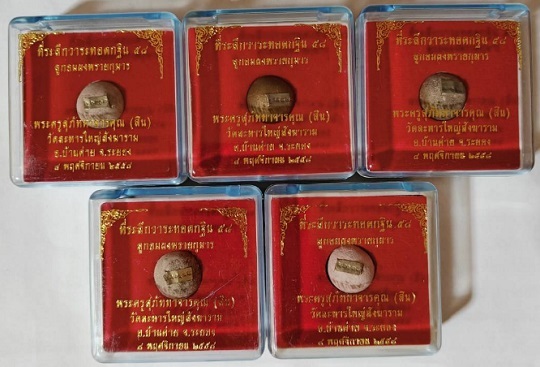 ที่ระลึกวาระทอดกฐิน ๕๘
ลูกอมผงพรายกุมาร
พระครูสุภัททาจารคุณ (สิน)
วัดละหารใหญ่สังฆาราม
อ.บ้านค่าย จ.ระยอง
๘ พฤศจิกายน ๒๕๕๘
ที่ระลึกวาระทอดกฐิน ๕๘
ลูกอมผงพรายกุมาร
พระครูสุภัททาจารคุณ (สิน)
วัดละหารใหญ่สังฆาราม
อ.บ้านค่าย จ.ระยอง
๘ พฤศจิกายน ๒๕๕๘
ที่ระลึกวาระทอดกฐิน ๕๘
ลูกอมผงพรายกุมาร
พระครูสุภัททาจารคุณ (สิน)
วัดละหารใหญ่สังฆาราม
อ.บ้านค่าย จ.ระยอง
๘ พฤศจิกายน ๒๕๕๘
ที่ระลึกวาระทอดกฐิน ๕๘
ลูกอมผงพรายกุมาร
พระครูสุภัททาจารคุณ (สิน)
วัดละหารใหญ่สังฆาราม
อ.บ้านค่าย จ.ระยอง
๘ พฤศจิกายน ๒๕๕๘
ที่ระลึกวาระทอดกฐิน ๕๘
ลูกอมผงพรายกุมาร
พระครูสุภัททาจารคุณ (สิน)
วัดละหารใหญ่สังฆาราม
อ.บ้านค่าย จ.ระยอง
๘ พฤศจิกายน ๒๕๕๘